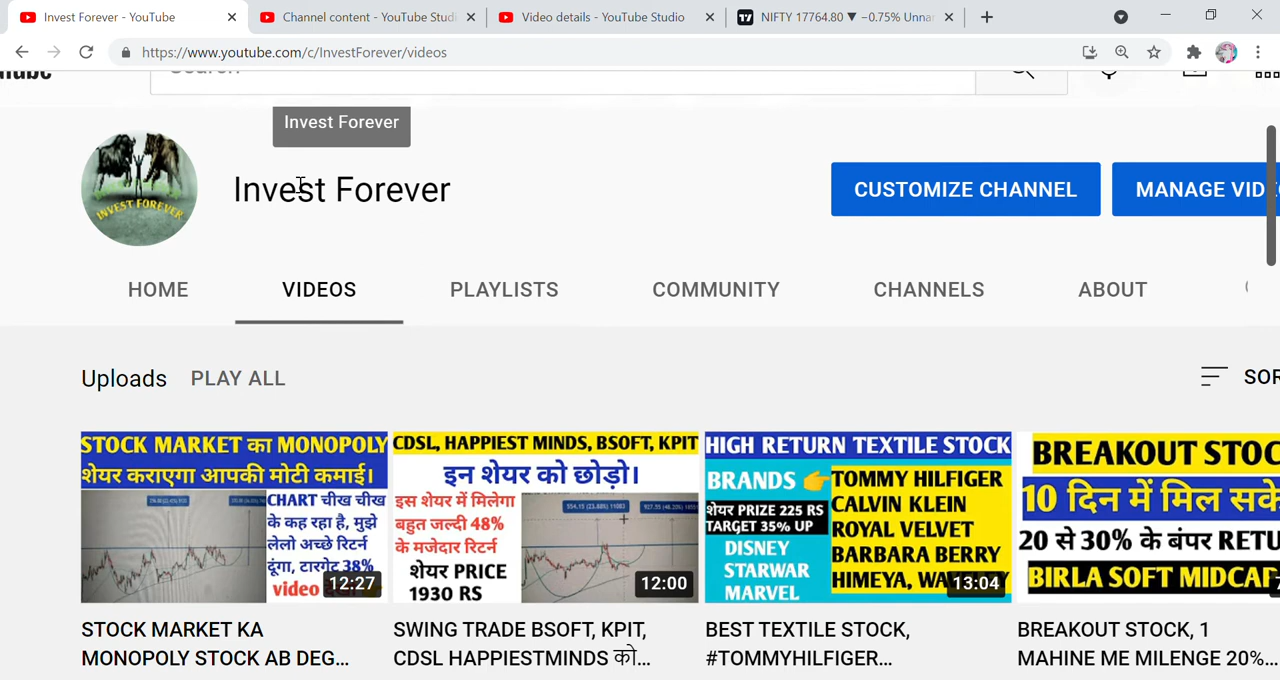 Invest Forever - YouTube
Channel content - YouTube Studi
Video details - YouTube Studio
NIFTY 17764.80 ▼ −0.75% Unna
https://www.youtube.com/c/InvestForever/videos
Search
Invest Forever
INVEST FOREVER
Invest Forever
CUSTOMIZE CHANNEL
MANAGE VIDEO
HOME
VIDEOS
PLAYLISTS
COMMUNITY
CHANNELS
ABOUT
Uploads
PLAY ALL
SOR
STOCK MARKET का MONOPOLY
शेयर कराएगा आपकी मोटी कमाई।
CHART चीख चीख
के कह रहा है, मुझे
लेलो अच्छे रिटर्न
दूंगा, टारगेट 38%
video
12:27
STOCK MARKET KA
MONOPOLY STOCK AB DEG...
CDSL, HAPPIEST MINDS, BSOFT, KPIT
इन शेयर को छोड़ो।
इस शेयर में मिलेगा
बहुत जल्दी 48%
के मजेदार रिटर्न
शेयर PRICE
1930 RS
12:00
SWING TRADE BSOFT, KPIT,
CDSL HAPPIESTMINDS को...
HIGH RETURN TEXTILE STOCK
BRANDS
शेयर PRIZE 225 RS
TARGET 35% UP
DISNEY
STARWAR
MARVEL
TOMMY HILFIGER
CALVIN KLEIN
ROYAL VELVET
BARBARA BERRY
HIMEYA,
13:04
BEST TEXTILE STOCK,
#TOMMYHILFIGER...
BREAKOUT STOC
10 दिन में मिल सके
20 से 30% के बंपर RETU
BIRLA SOFT MIDCAP
BREAKOUT STOCK, 1
MAHINE ME MILENGE 20%...